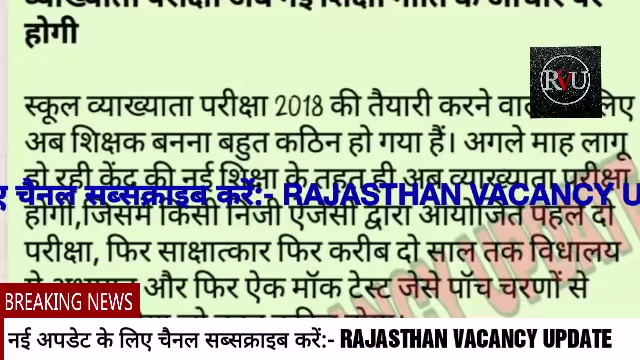 होगी
RVU
स्कूल व्याख्याता परीक्षा 2018 की तैयारी करने लिए
अब शिक्षक बनना बहुत कठिन हो गया हैं। अगले माह लागू
हो रही केंद्र की नई शिक्षा के तहत ही अब व्याख्याता परीक्षा
चैनल सब्सक्राइब करें:- RAJASTHAN VACANCY U
होगी,जिसमें किसी निजी एजेंसी द्वारा आयोजित पहले दो
परीक्षा, फिर साक्षात्कार फिर करीब दो साल तक विधालय
और फिर ऐक मॉक टेस्ट जेसे पॉच चरणों से
BREAKING NEWS
नई अपडेट के लिए चैनल सब्सक्राइब करें:- RAJASTHAN VACANCY UPDATE